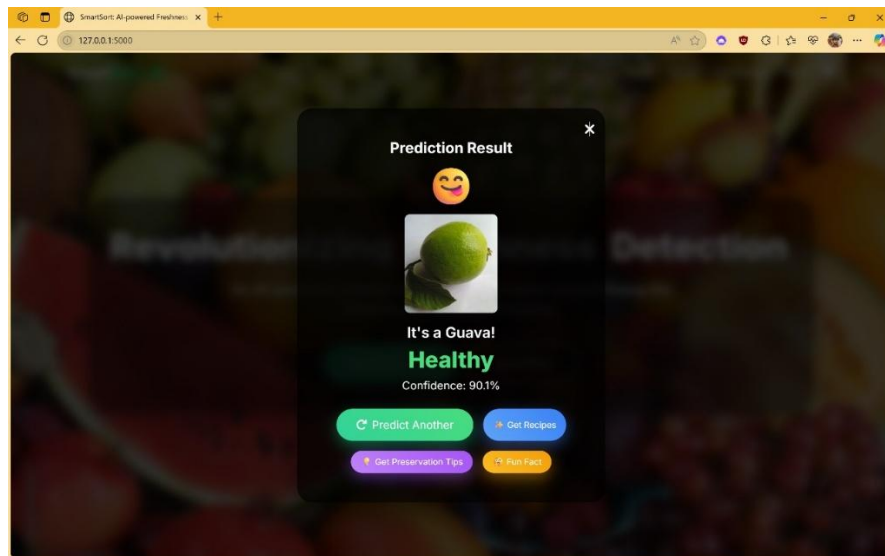 SmartSort: AI-powered Freshness
127.0.0.1:5000
Prediction Result
It's a Guava!
Healthy
Confidence: 90.1%
Predict Another
Get Recipes
Get Preservation Tips
Fun Fact
Detection